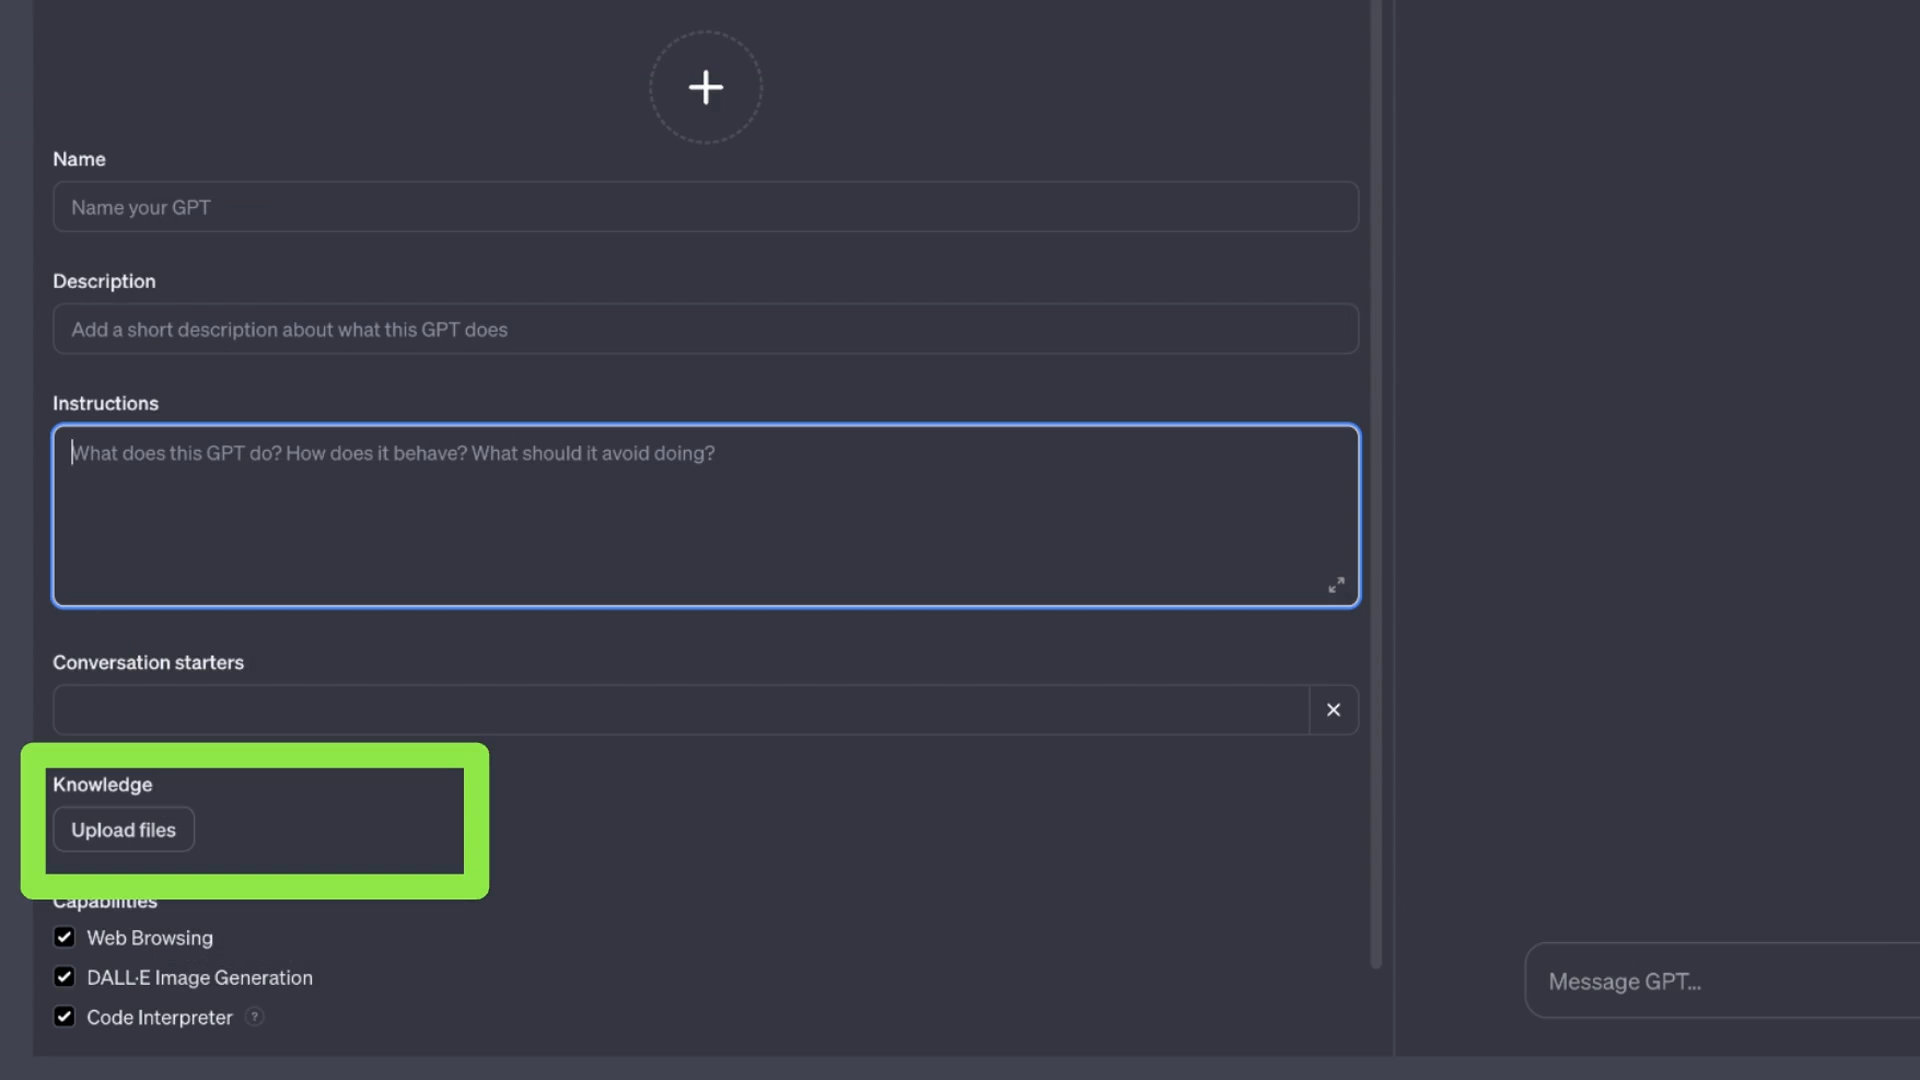 Name
Name your GPT
Description
Add a short description about what this GPT does
Instructions
What does this GPT do? How does it behave? What should it avoid doing?
Conversation starters
Knowledge
Upload files
Capabilities
Web Browsing
DALL·E Image Generation
Code Interpreter ?
Message GPT...